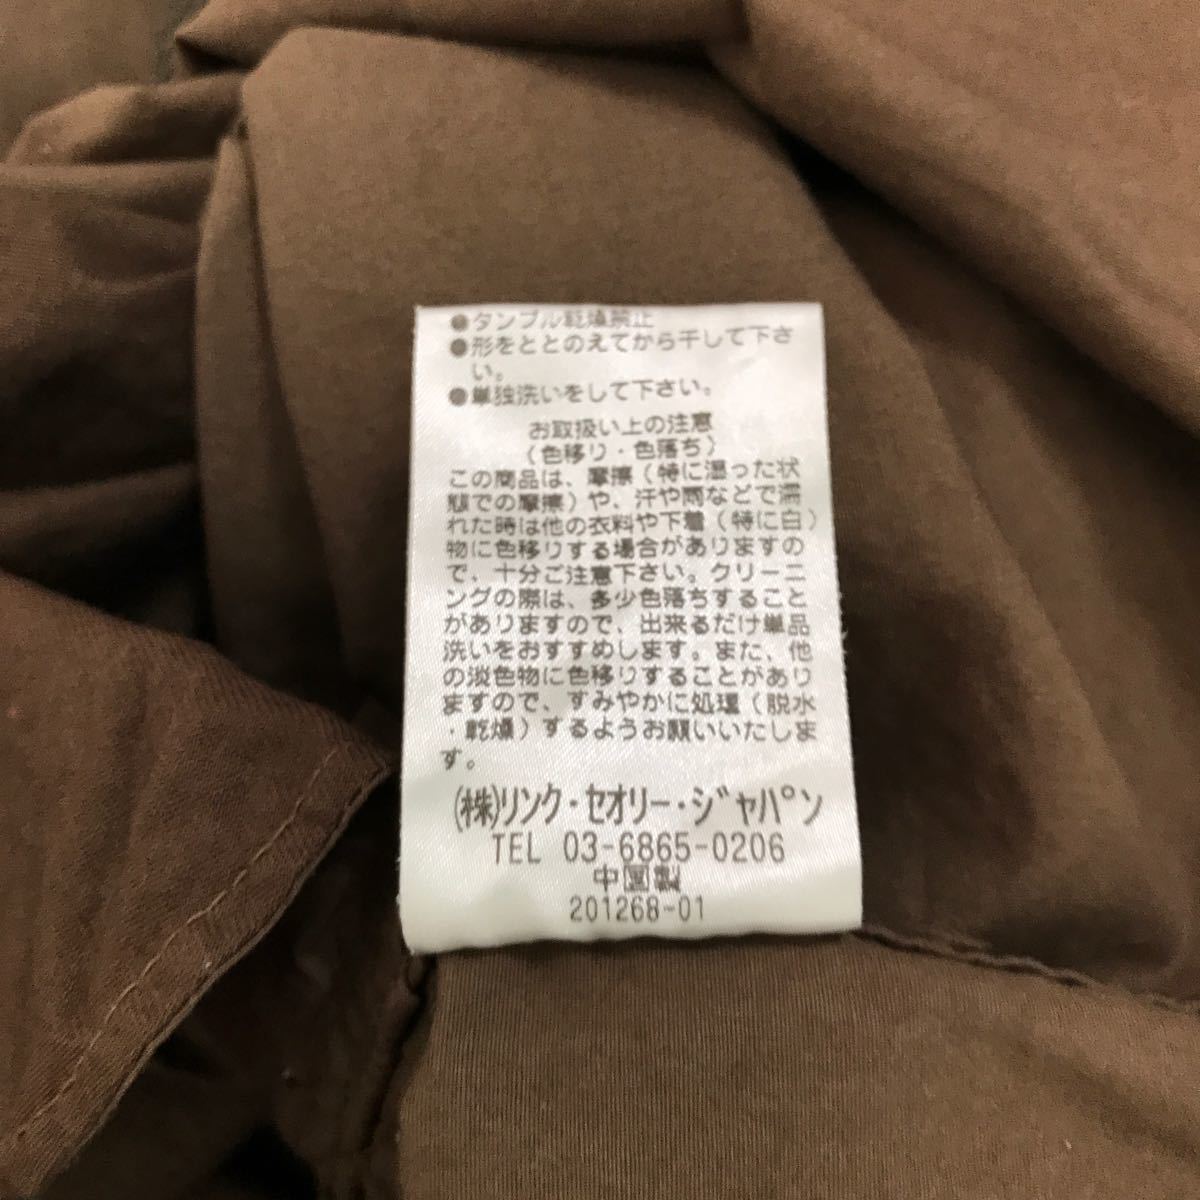 ●タンブル乾燥禁止
●形をととのえてから干して下さ
い。
●単独洗いをして下さい。
お取扱い上の注意
(色移り・色落ち)
この商品は、摩擦(特に湿った状
態での摩擦)や、汗や雨などで濡
れた時は他の衣料や下着(特に白)
物に色移りする場合がありますの
で、十分ご注意下さい。クリーニ
ングの際は、多少色落ちすること
がありますので、出来るだけ単品
洗いをおすすめします。また、他
の淡色物に色移りすることがあり
ますので、すみやかに処理(脱水
・乾燥)するようお願いいたしま
す。
(株)リンク・セオリー・ジャパン
TEL 03-6865-0206
中国製
201268-01